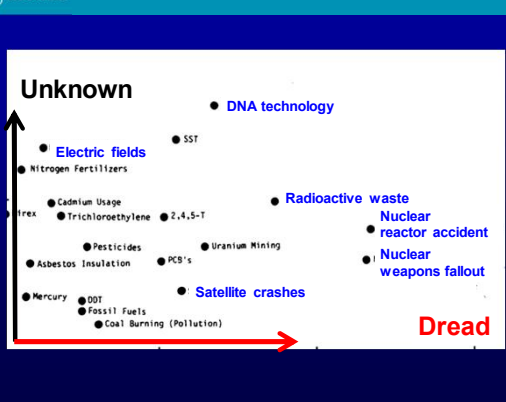 Unknown
DNA technology
SST
Electric fields
Nitrogen Fertilizers
Radioactive waste
Cadmium Usage
irex
Trichloroethylene
2,4,5-T
Nuclear
reactor accident
Pesticides
Uranium Mining
Nuclear
weapons fallout
Asbestos Insulation
PCB's
Satellite crashes
Mercury
DDT
Fossil Fuels
Coal Burning (Pollution)
Dread